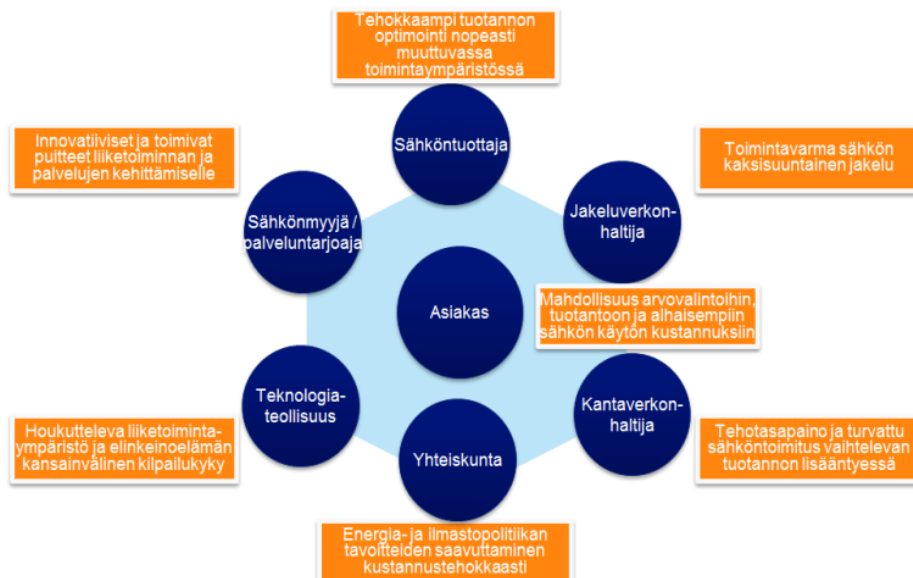 Tehokkaampi tuotannon
optimointi nopeasti
muuttuvassa
toimintaympäristössä
Sähköntuottaja
Innovatiiviset ja toimivat
puitteet liiketoiminnan ja
palvelujen kehittämiselle
Sähkönmyyjä /
palveluntarjoaja
Toimintavarma sähkön
kaksisuuntainen jakelu
Jakeluverkon-
haltija
Asiakas
Mahdollisuus arvovalintoihin,
tuotantoon ja alhaisempiin
sähkön käytön kustannuksiin
Teknologia-
teollisuus
Houkutteleva liiketoiminta-
ympäristö ja elinkeinoelämän
kansainvälinen kilpailukyky
Kantaverkon-
haltija
Tehotasapaino ja turvattu
sähköntoimitus vaihtelevan
tuotannon lisääntyessä
Yhteiskunta
Energia- ja ilmastopolitiikan
tavoitteiden saavuttaminen
kustannustehokkaasti